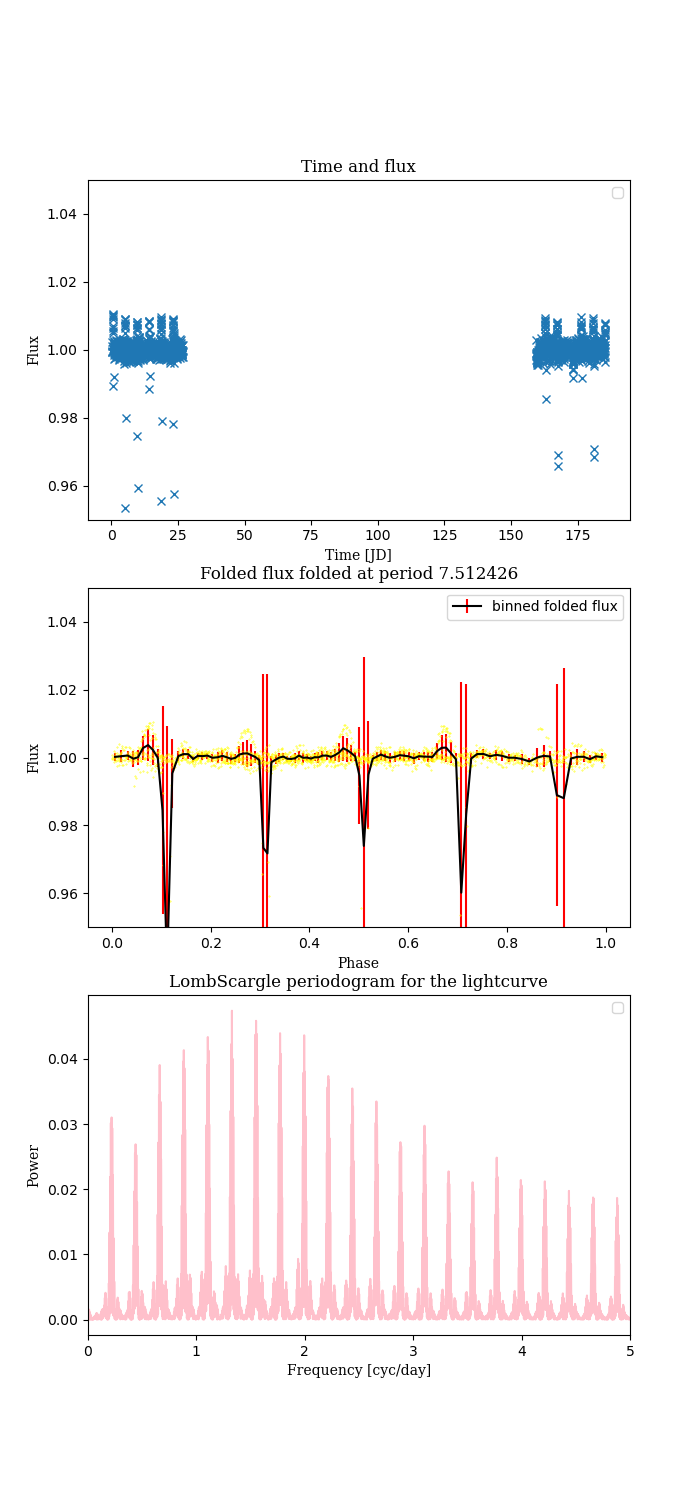 Time and flux
Flux
1.04
1.02
1.00
0.98
0.96
0 25 50 75 100 125 150 175
Time [JD]
Folded flux folded at period 7.512426
binned folded flux
Flux
1.04
1.02
1.00
0.98
0.96
0.0 0.2 0.4 0.6 0.8 1.0
Phase
LombScargle periodogram for the lightcurve
Power
0.04
0.03
0.02
0.01
0.00
0 1 2 3 4 5
Frequency [cyc/day]